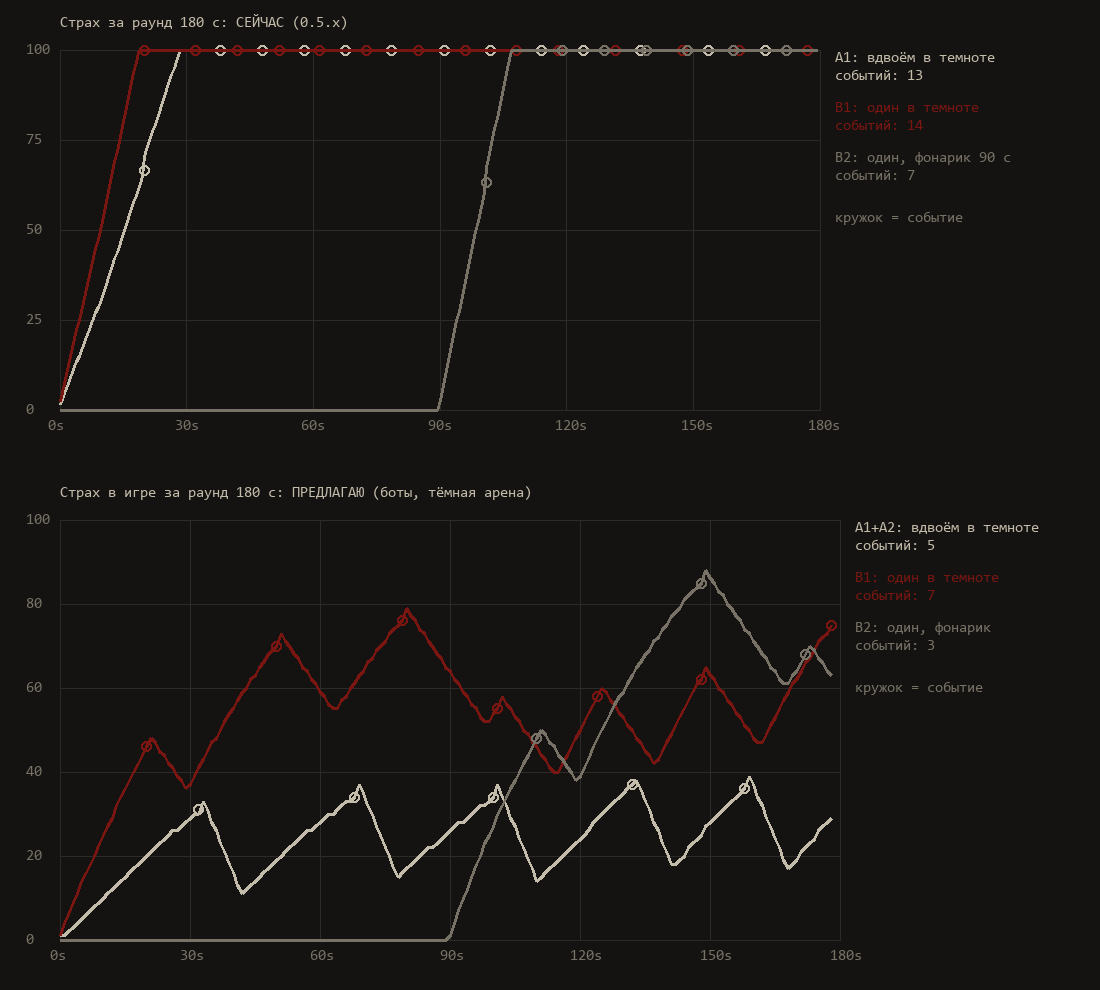 Страх за раунд 180 с: СЕЙЧАС (0.5.x)
100
75
50
25
0
0s 30s 60s 90s 120s 150s 180s
A1: вдвоём в темноте
событий: 13
B1: один в темноте
событий: 14
B2: один, фонарик 90 с
событий: 7
кружок = событие
Страх в игре за раунд 180 с: ПРЕДЛАГАЮ (боты, тёмная арена)
100
80
60
40
20
0
0s 30s 60s 90s 120s 150s 180s
A1+A2: вдвоём в темноте
событий: 5
B1: один в темноте
событий: 7
B2: один, фонарик
событий: 3
кружок = событие